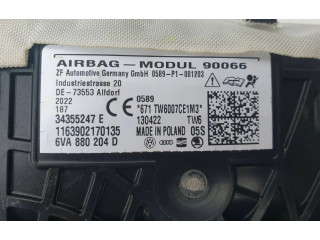 AIRBAG – MODUL 90066
ZF Automotive Germany GmbH 0589-P1-001203
Industriestrasse 20
DE - 73553 Alfdorf
2022
187
CE
0589
*671 TW6007CE1M3*
34355247 E
130422 TW6
1163902170135
MADE IN POLAND 05S
6VA 880 204 D